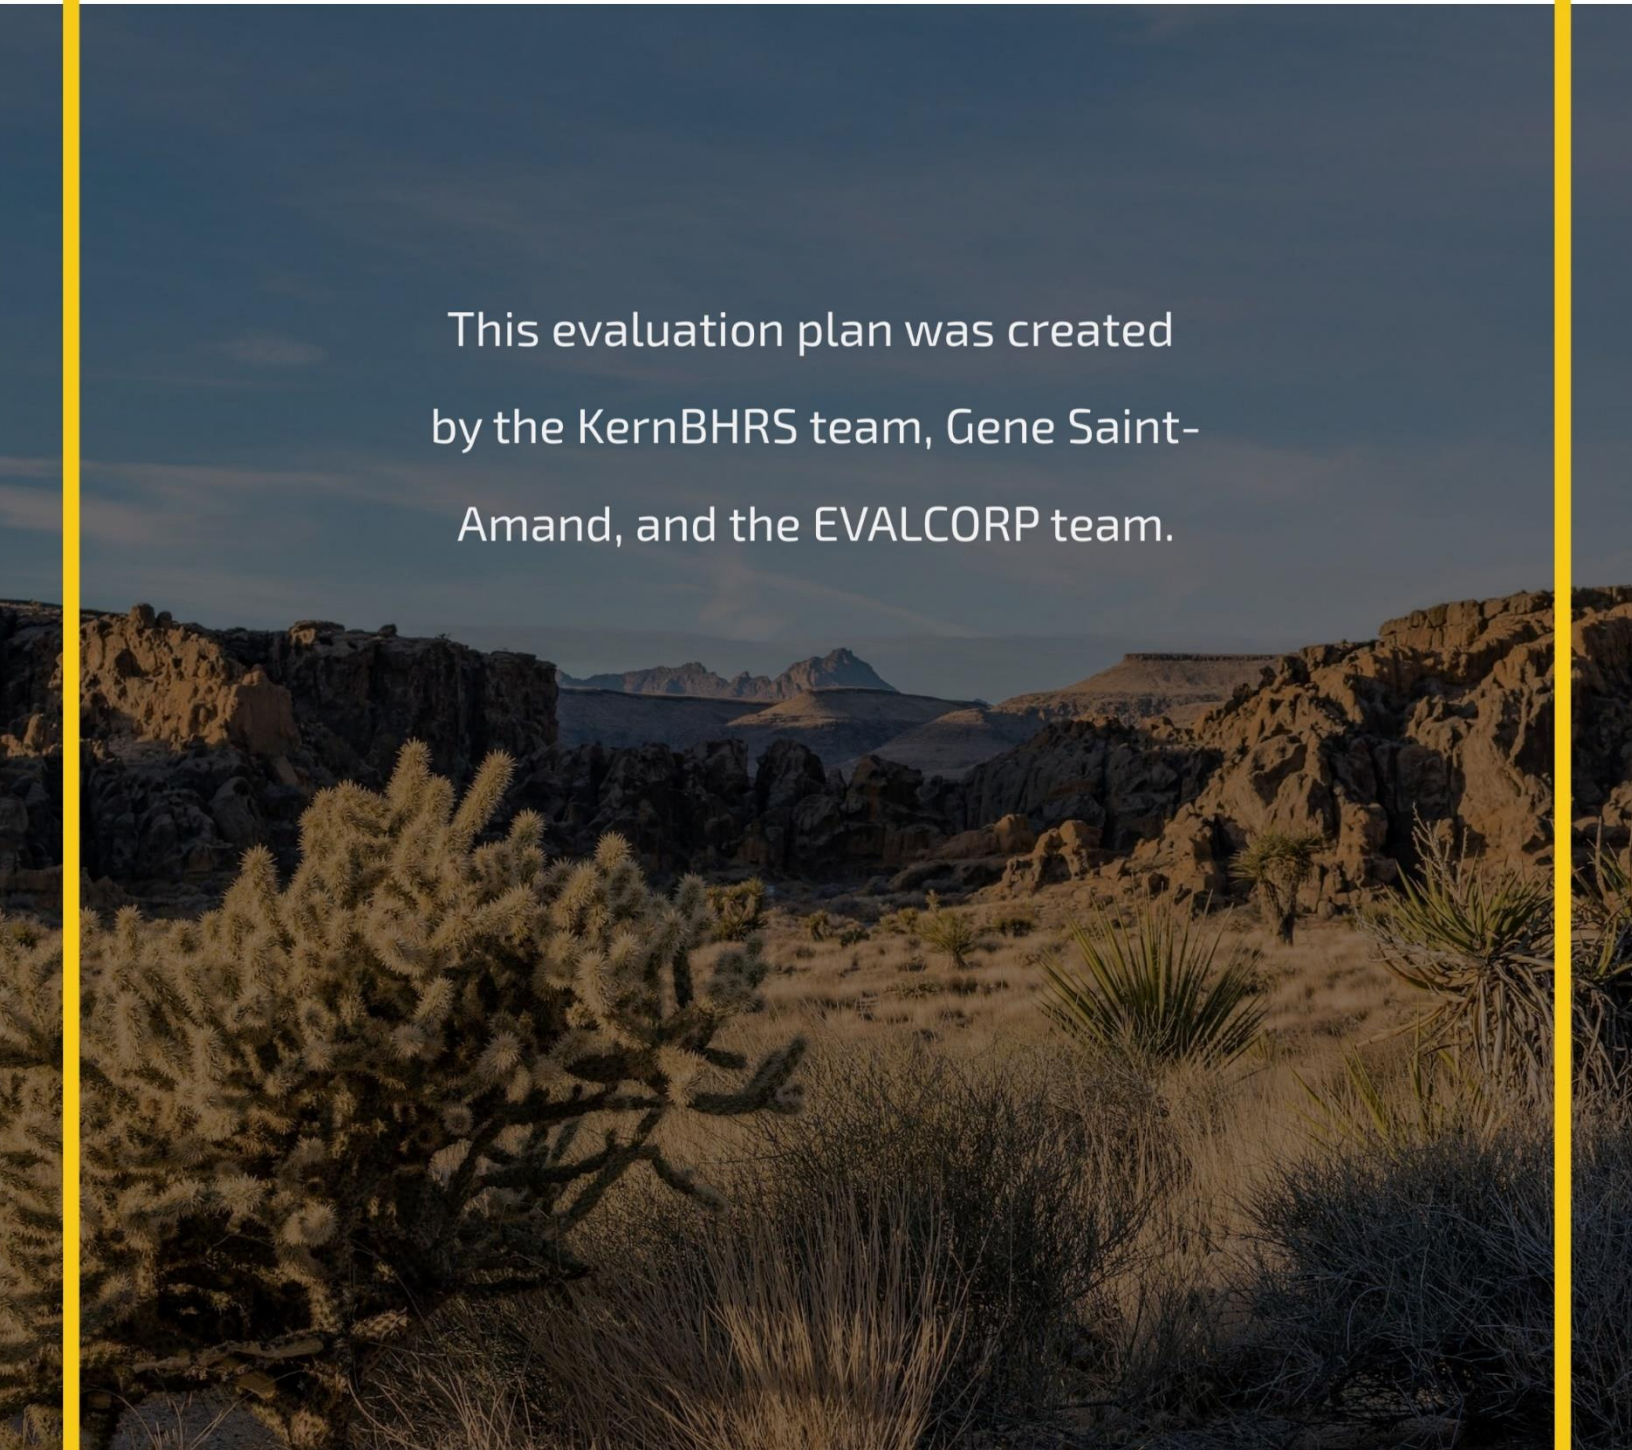 This evaluation plan was created
by the KernBHRS team, Gene Saint-
Amand, and the EVALCORP team.